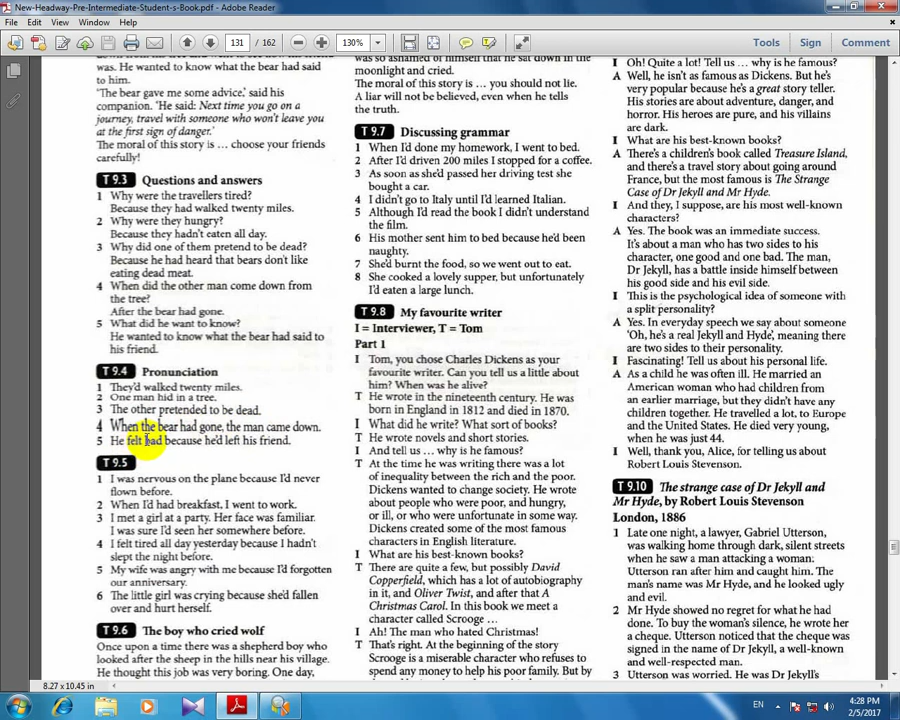 New-Headway-Pre-Intermediate-Student-s-Book.pdf - Adobe Reader
File Edit View Document Window Help
131 / 162 130% Tools Sign Comment
was. He wanted to know what the bear had said
to him.
'The bear gave me some advice,' said his
companion. 'He said: Next time you go on a
journey, travel with someone who won't leave you
at the first sign of danger.'
The moral of this story is … choose your friends
carefully!
T 9.3 Questions and answers
1 Why were the travellers tired?
Because they had walked twenty miles.
2 Why were they hungry?
Because they hadn't eaten all day.
3 Why did one of them pretend to be dead?
Because he had heard that bears don't like
eating dead meat.
4 When did the other man come down from
the tree?
After the bear had gone.
5 What did he want to know?
He wanted to know what the bear had said to
his friend.
T 9.4 Pronunciation
1 They'd walked twenty miles.
2 One man hid in a tree.
3 The other pretended to be dead.
4 When the bear had gone, the man came down.
5 He felt bad because he'd left his friend.
T 9.5
1 I was nervous on the plane because I'd never
flown before.
2 When I'd had breakfast, I went to work.
3 I met a girl at a party. Her face was familiar.
I was sure I'd seen her somewhere before.
4 I felt tired all day yesterday because I hadn't
slept the night before.
5 My wife was angry with me because I'd forgotten
our anniversary.
6 The little girl was crying because she'd fallen
over and hurt herself.
T 9.6 The boy who cried wolf
Once upon a time there was a shepherd boy who
looked after the sheep in the hills near his village.
He thought this job was very boring. One day,
was so ashamed of himself that he sat down in the
moonlight and cried.
The moral of this story is … you should not lie.
A liar will not be believed, even when he tells
the truth.
T 9.7 Discussing grammar
1 When I'd done my homework, I went to bed.
2 After I'd driven 200 miles I stopped for a coffee.
3 As soon as she'd passed her driving test she
bought a car.
4 I didn't go to Italy until I'd learned Italian.
5 Although I'd read the book I didn't understand
the film.
6 His mother sent him to bed because he'd been
naughty.
7 She'd burnt the food, so we went out to eat.
8 She cooked a lovely supper, but unfortunately
I'd eaten a large lunch.
T 9.8 My favourite writer
I = Interviewer, T = Tom
Part 1
I Tom, you chose Charles Dickens as your
favourite writer. Can you tell us a little about
him? When was he alive?
T He wrote in the nineteenth century. He was
born in England in 1812 and died in 1870.
I What did he write? What sort of books?
T He wrote novels and short stories.
I And tell us … why is he famous?
T At the time he was writing there was a lot
of inequality between the rich and the poor.
Dickens wanted to change society. He wrote
about people who were poor, and hungry,
or ill, or who were unfortunate in some way.
Dickens created some of the most famous
characters in English literature.
I What are his best-known books?
T There are quite a few, but possibly David
Copperfield, which has a lot of autobiography
in it, and Oliver Twist, and after that A
Christmas Carol. In this book we meet a
character called Scrooge …
I Ah! The man who hated Christmas!
T That's right. At the beginning of the story
Scrooge is a miserable character who refuses to
spend any money to help his poor family. But by
I Oh! Quite a lot! Tell us … why is he famous?
A Well, he isn't as famous as Dickens. But he's
very popular because he's a great story teller.
His stories are about adventure, danger, and
horror. His heroes are pure, and his villains
are dark.
I What are his best-known books?
A There's a children's book called Treasure Island,
and there's a travel story about going around
France, but the most famous is The Strange
Case of Dr Jekyll and Mr Hyde.
I And they, I suppose, are his most well-known
characters?
A Yes. The book was an immediate success.
It's about a man who has two sides to his
character, one good and one bad. The man,
Dr Jekyll, has a battle inside himself between
his good side and his evil side.
I This is the psychological idea of someone with
a split personality?
A Yes. In everyday speech we say about someone
'Oh, he's a real Jekyll and Hyde', meaning there
are two sides to their personality.
I Fascinating! Tell us about his personal life.
A As a child he was often ill. He married an
American woman who had children from
an earlier marriage, but they didn't have any
children together. He travelled a lot, to Europe
and the United States. He died very young,
when he was just 44.
I Well, thank you, Alice, for telling us about
Robert Louis Stevenson.
T 9.10 The strange case of Dr Jekyll and
Mr Hyde, by Robert Louis Stevenson
London, 1886
1 Late one night, a lawyer, Gabriel Utterson,
was walking home through dark, silent streets
when he saw a man attacking a woman.
Utterson ran after him and caught him. The
man's name was Mr Hyde, and he looked ugly
and evil.
2 Mr Hyde showed no regret for what he had
done. To buy the woman's silence, he wrote her
a cheque. Utterson noticed that the cheque was
signed in the name of Dr Jekyll, a well-known
and well-respected man.
3 Utterson was worried. He was Dr Jekyll's
8.27 x 10.45 in
EN
4:28 PM
2/5/2017